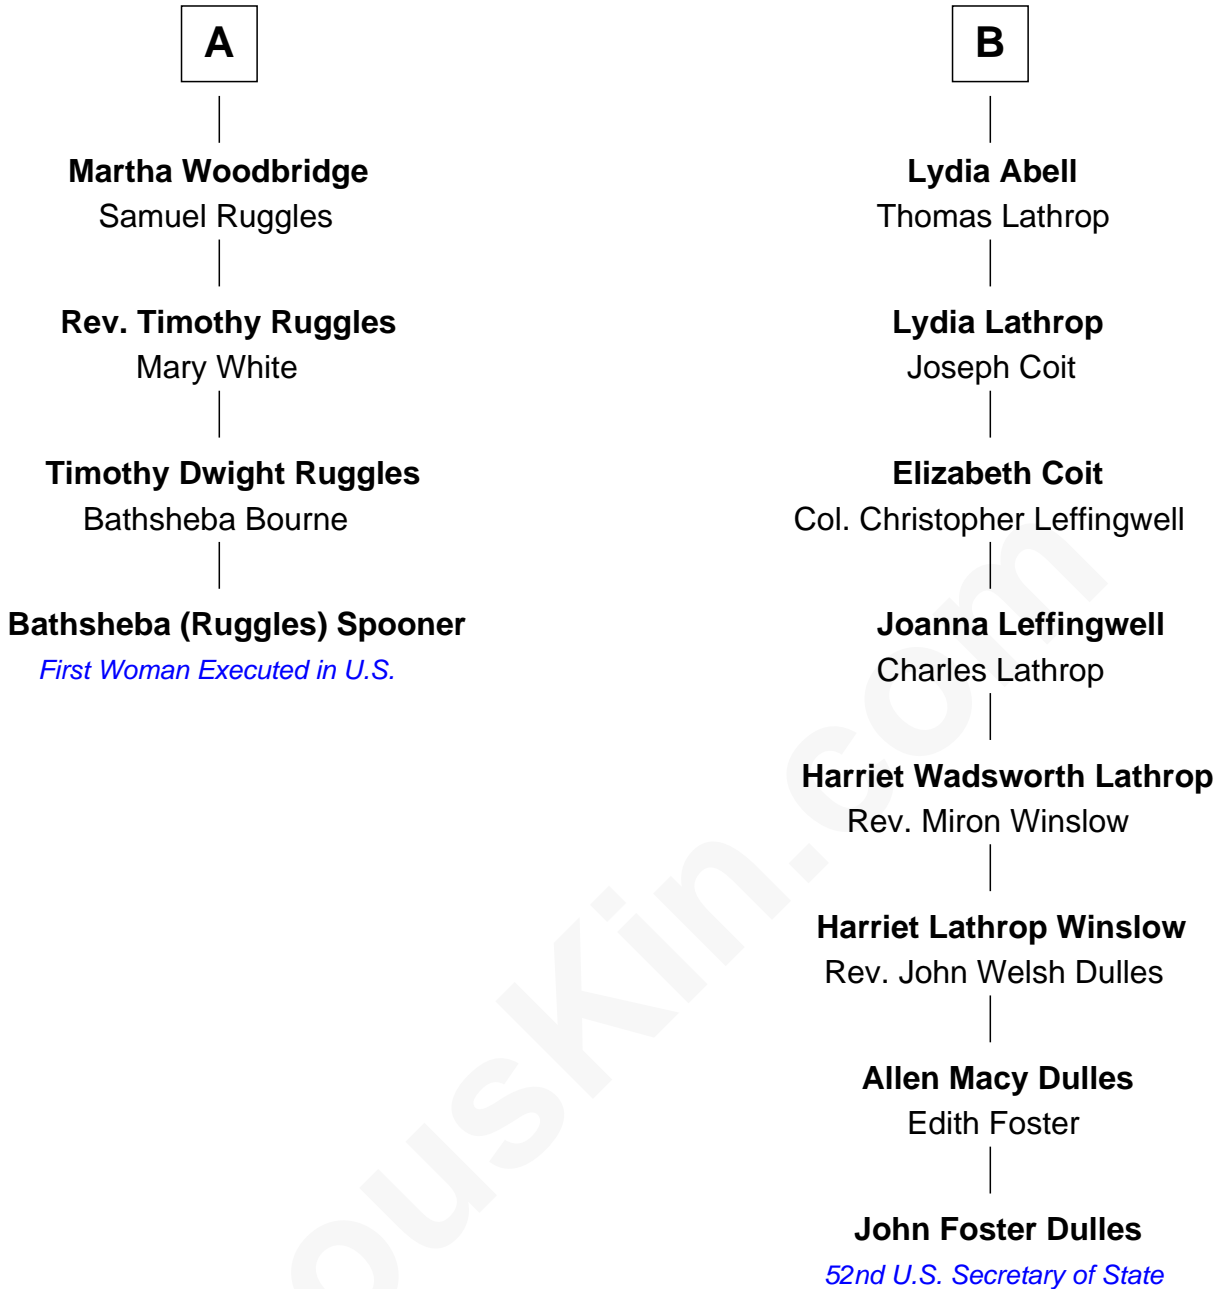 A
Martha Woodbridge
Samuel Ruggles
Rev. Timothy Ruggles
Mary White
Timothy Dwight Ruggles
Bathsheba Bourne
Bathsheba (Ruggles) Spooner
First Woman Executed in U.S.
B
Lydia Abell
Thomas Lathrop
Lydia Lathrop
Joseph Coit
Elizabeth Coit
Col. Christopher Leffingwell
Joanna Leffingwell
Charles Lathrop
Harriet Wadsworth Lathrop
Rev. Miron Winslow
Harriet Lathrop Winslow
Rev. John Welsh Dulles
Allen Macy Dulles
Edith Foster
John Foster Dulles
52nd U.S. Secretary of State
ousKin.com